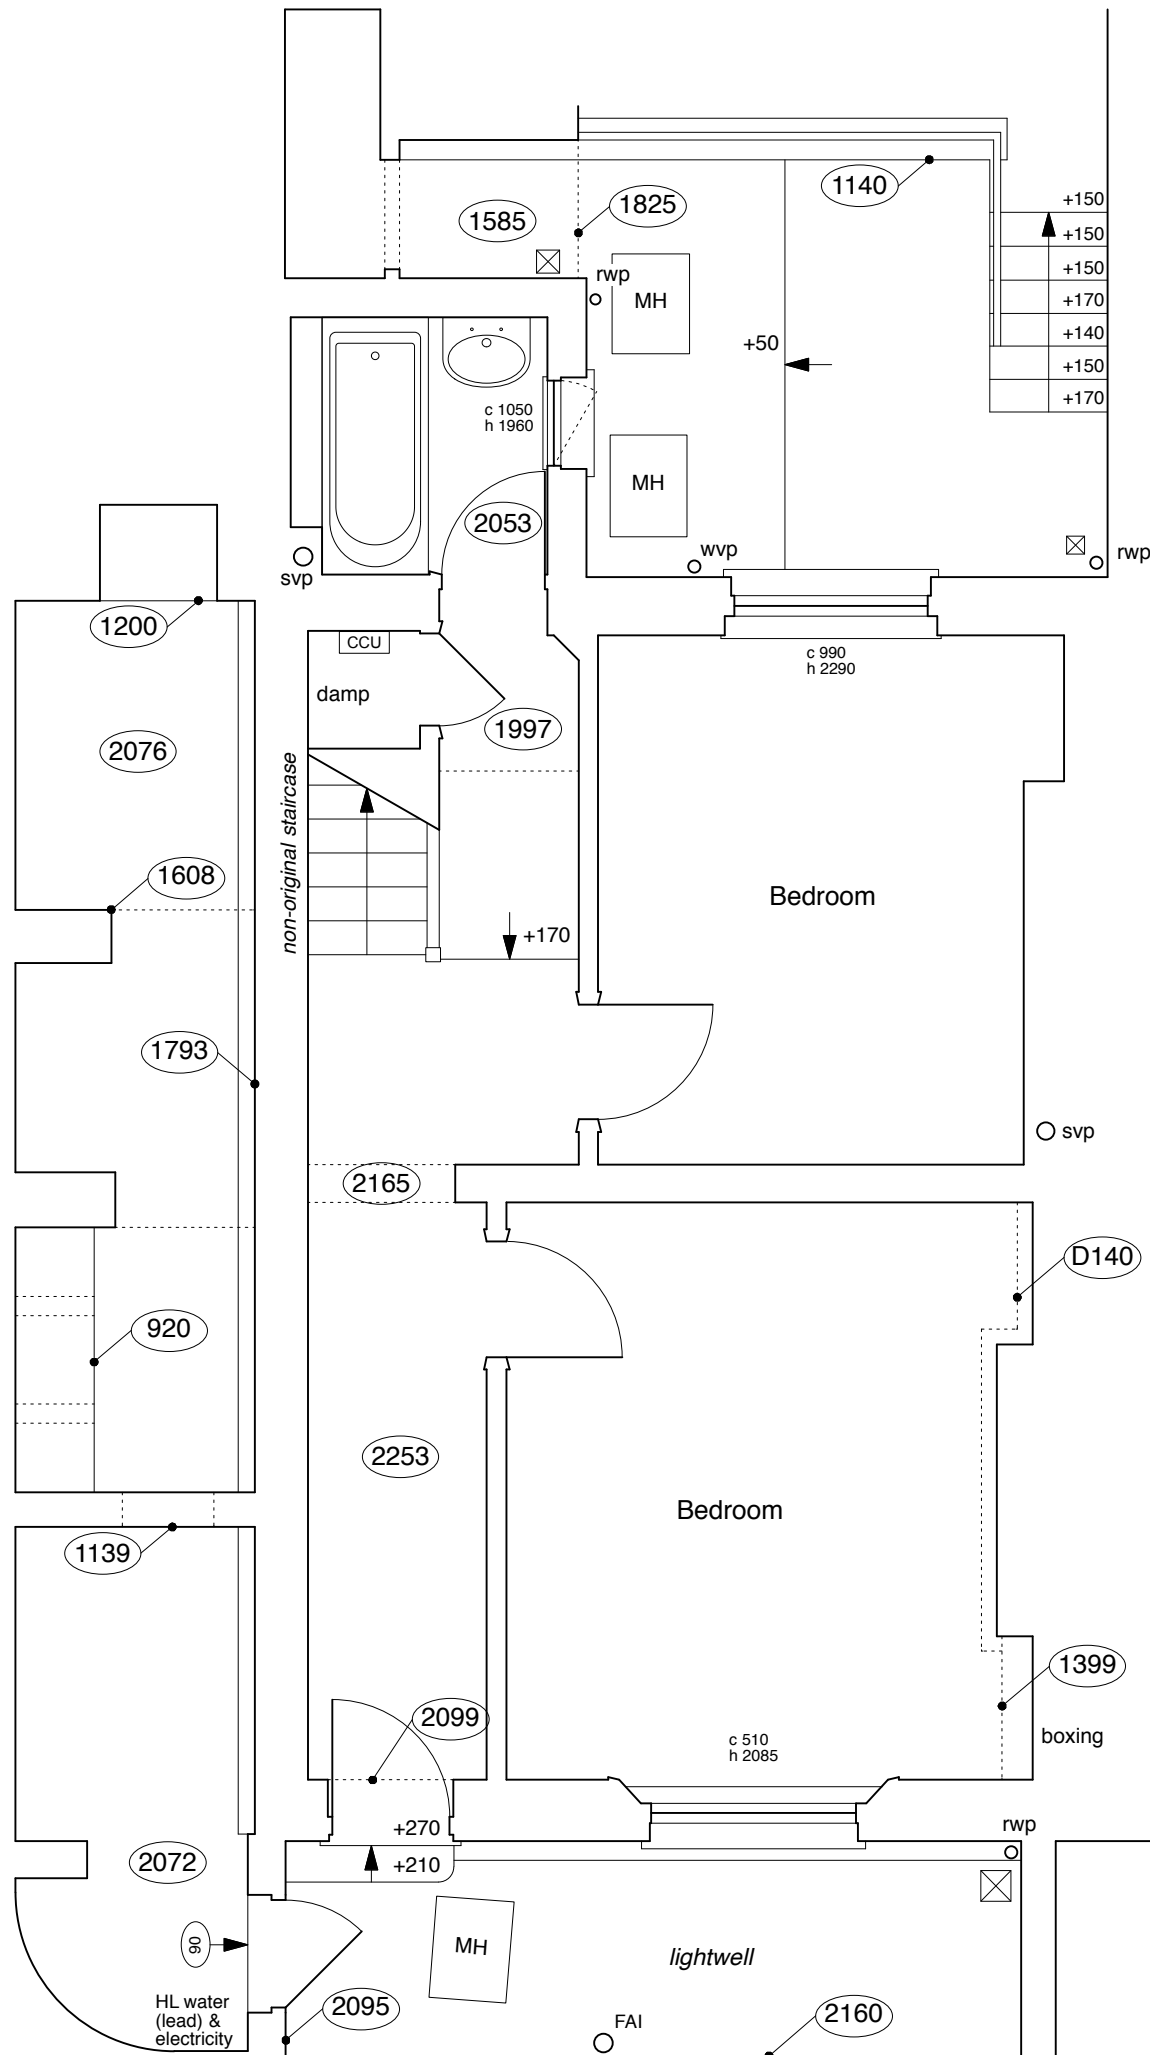 +150
1140
1825
1585
+150
+150
rwp
MH
+170
+140
+50
+150
+170
c 1050
h 1960
MH
2053
wvp
rwp
svp
1200
CCU
c 990
h 2290
damp
1997
2076
non-original staircase
1608
Bedroom
+170
1793
svp
2165
D140
920
2253
Bedroom
1139
1399
2099
boxing
c 510
h 2085
+270
rwp
2072
+210
90
MH
lightwell
HL water
(lead) &
electricity
2095
FAI
2160